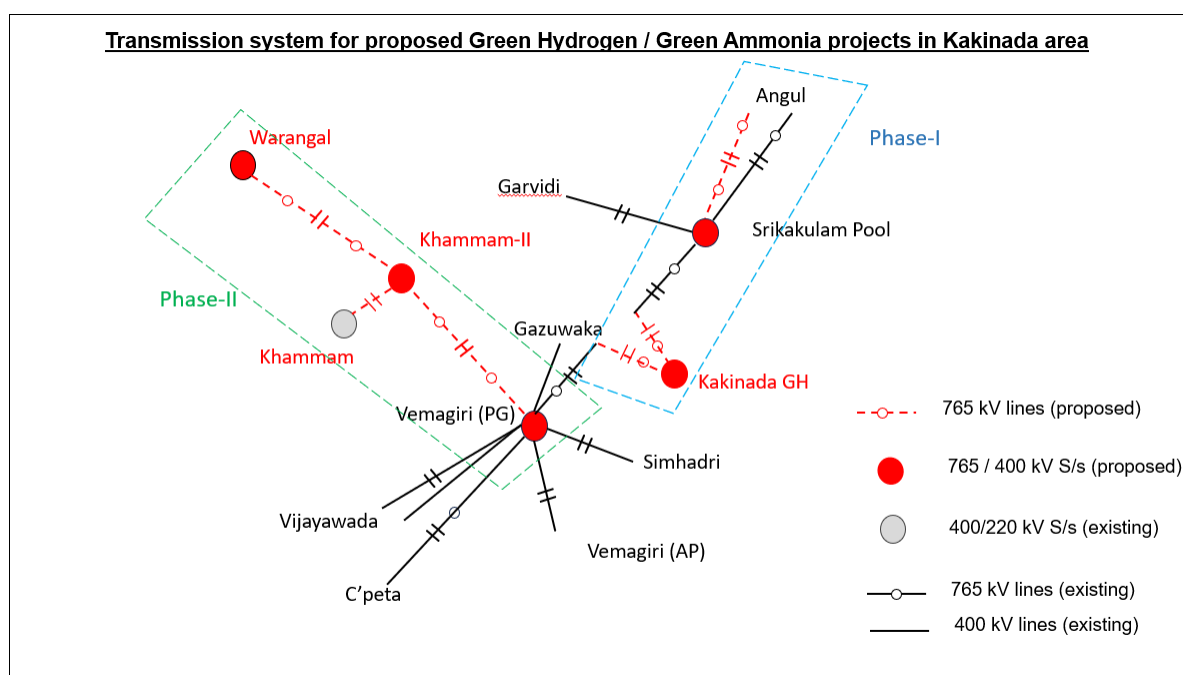 Transmission system for proposed Green Hydrogen / Green Ammonia projects in Kakinada area
Angul
Warangal
Phase-I
Garvidi
Srikakulam Pool
Khammam-II
Phase-II
Gazuwaka
Khammam
Kakinada GH
Vemagiri (PG)
765 kV lines (proposed)
Simhadri
765 / 400 kV S/s (proposed)
Vijayawada
400/220 kV S/s (existing)
Vemagiri (AP)
C'peta
765 kV lines (existing)
400 kV lines (existing)